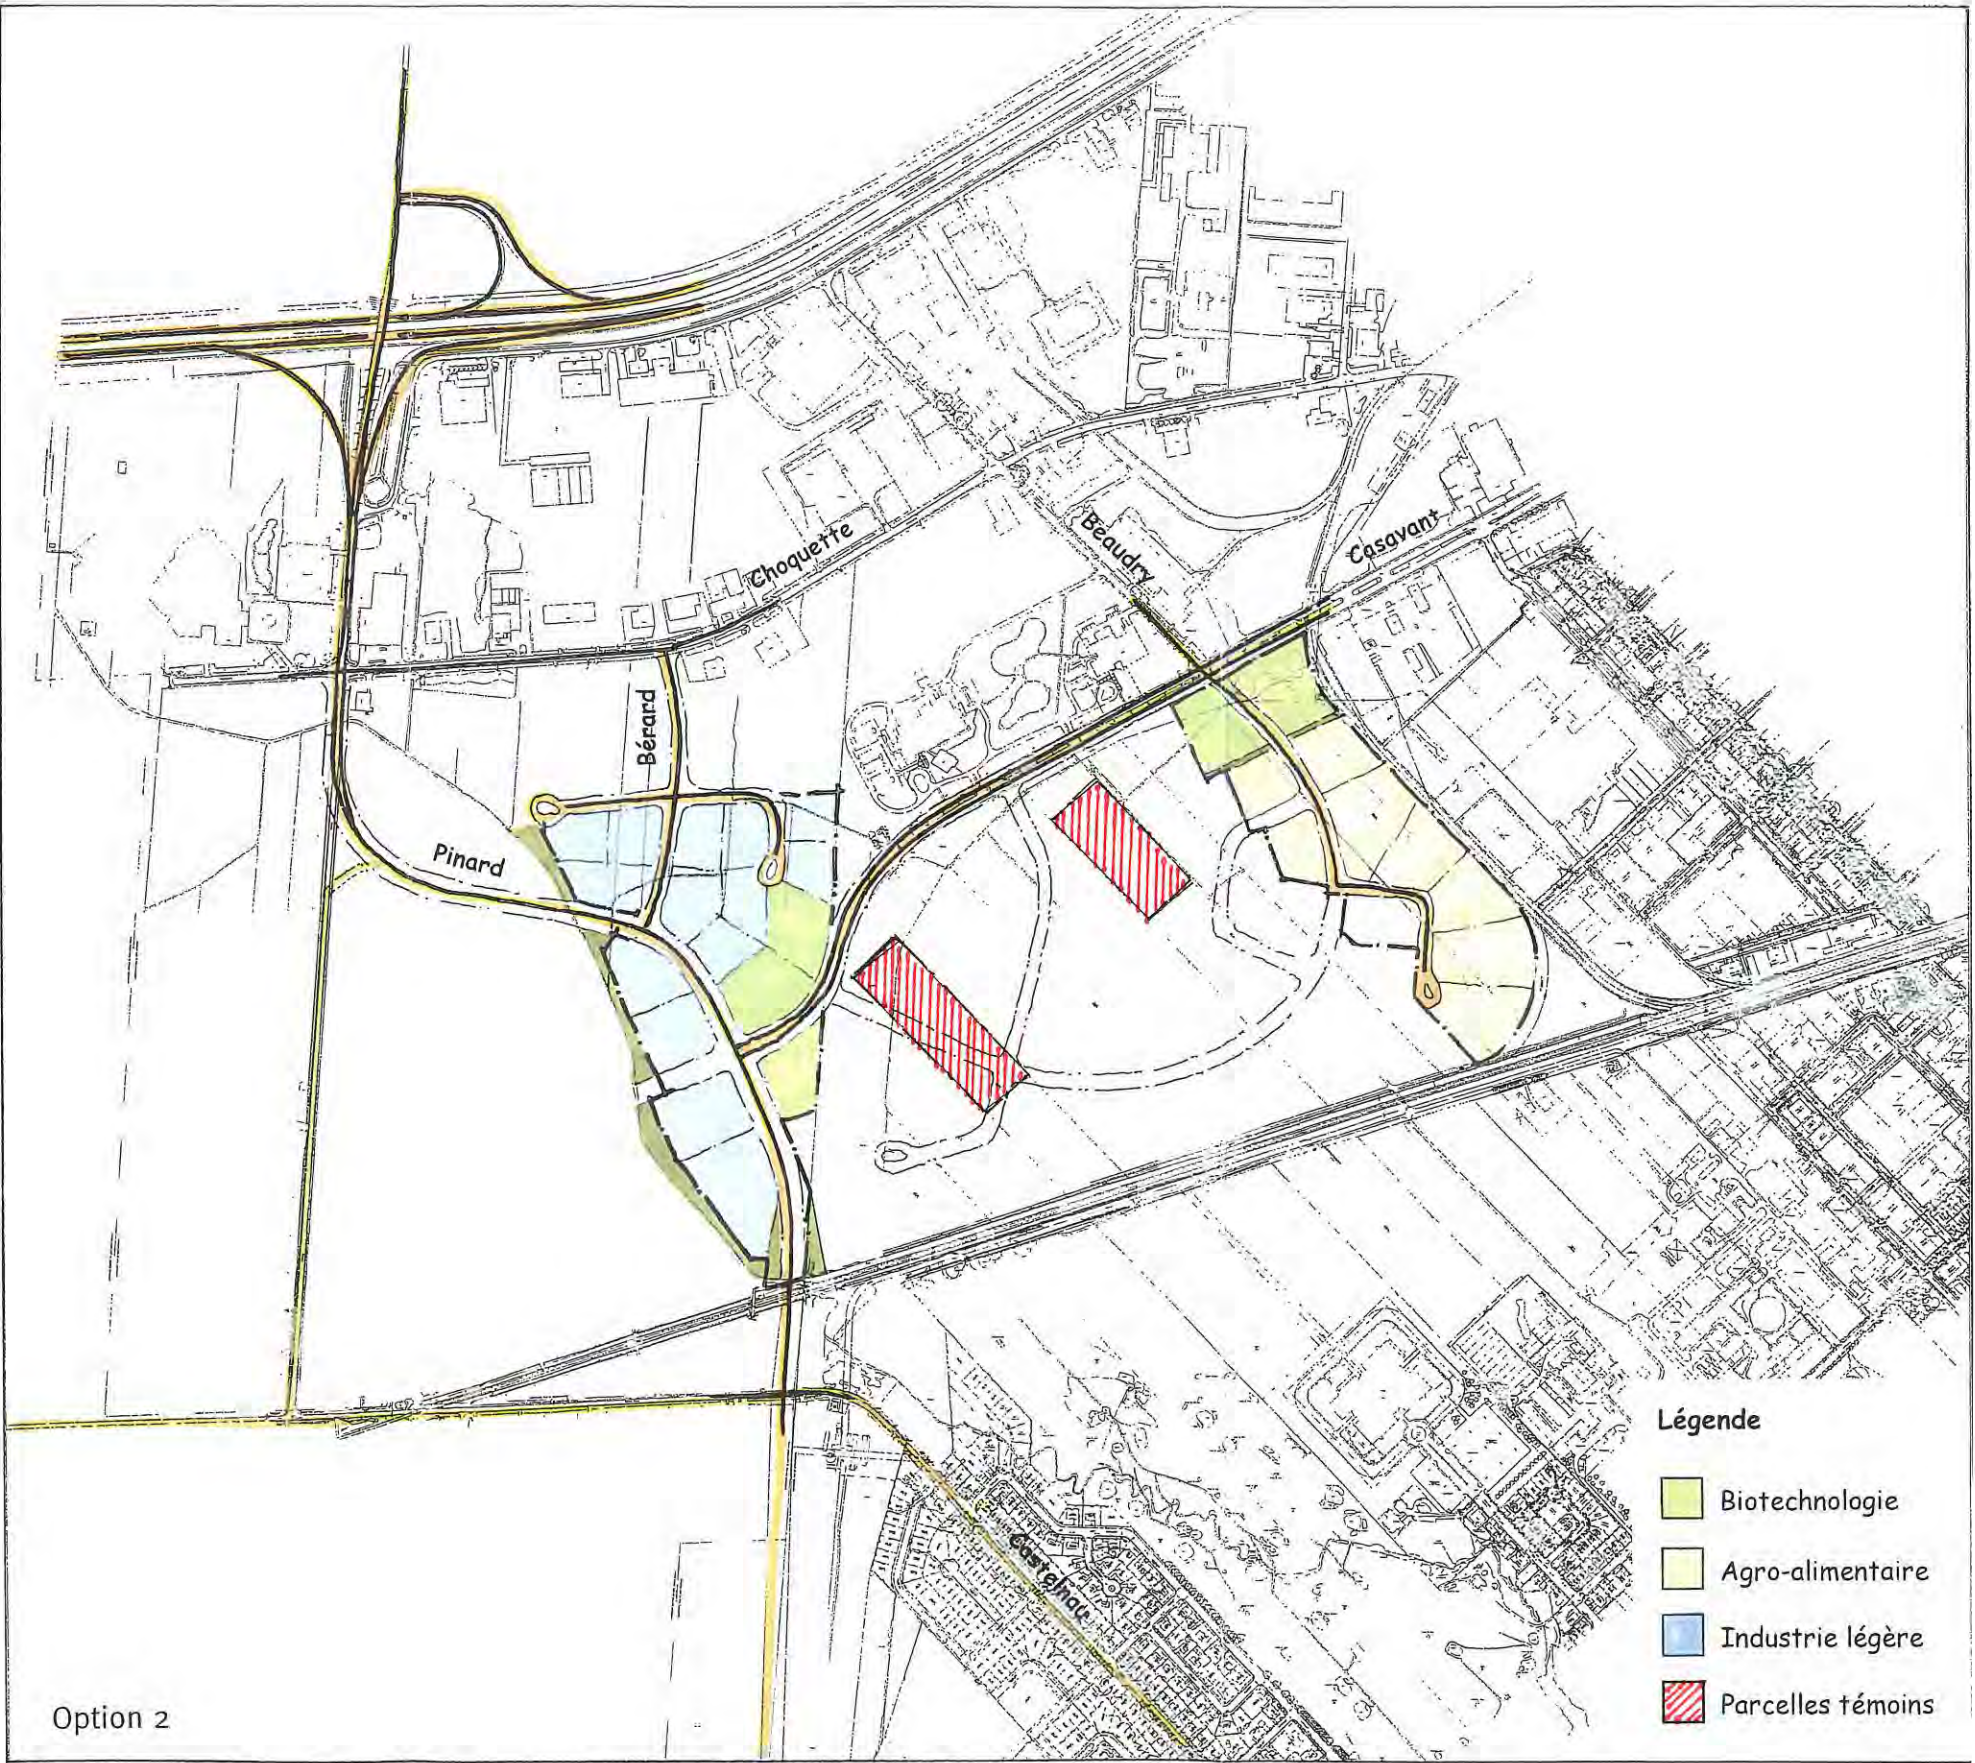 Choquette
Beaudry
Casavant
Bérard
Pinard
Castelnau
Légende
Biotechnologie
Agro-alimentaire
Industrie légère
Parcelles témoins
Option 2